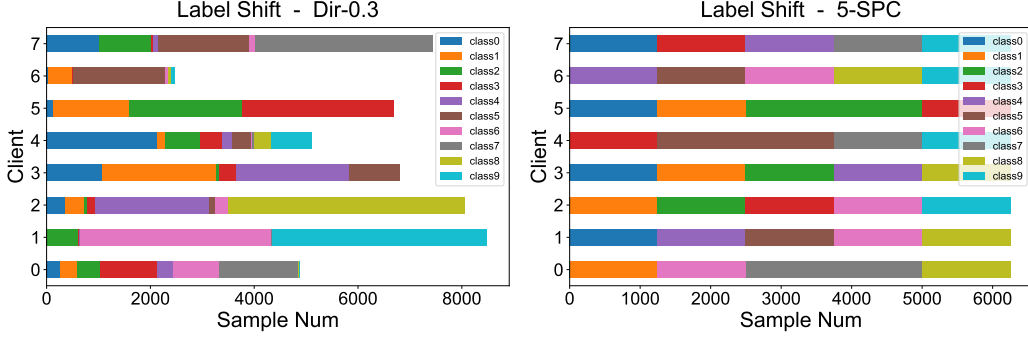 Label Shift - Dir-0.3
7
6
5
4
3
2
1
0
Client
0
2000
4000
6000
8000
Sample Num
class0
class1
class2
class3
class4
class5
class6
class7
class8
class9
Label Shift - 5-SPC
7
6
5
4
3
2
1
0
Client
0
1000
2000
3000
4000
5000
6000
Sample Num
class0
class1
class2
class3
class4
class5
class6
class7
class8
class9